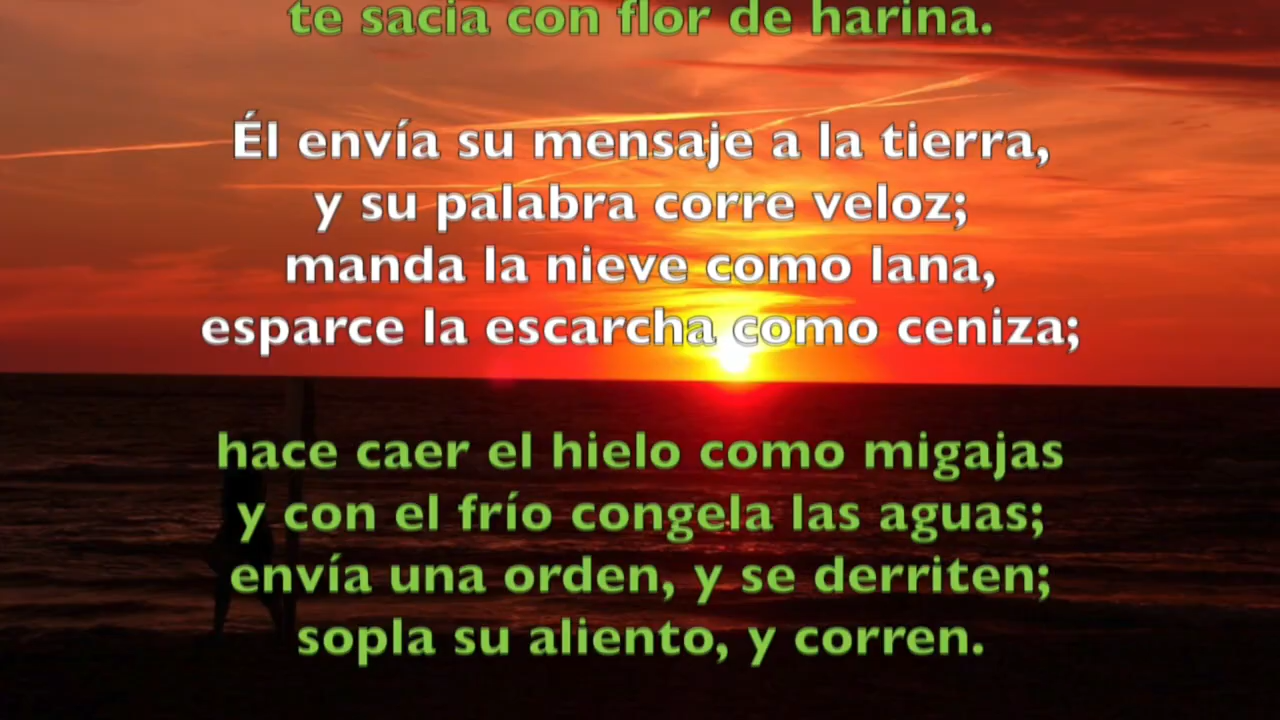 te sacia con flor de harina.
Él envía su mensaje a la tierra,
y su palabra corre veloz;
manda la nieve como lana,
esparce la escarcha como ceniza;
hace caer el hielo como migajas
y con el frío congela las aguas;
envía una orden, y se derriten;
sopla su aliento, y corren.